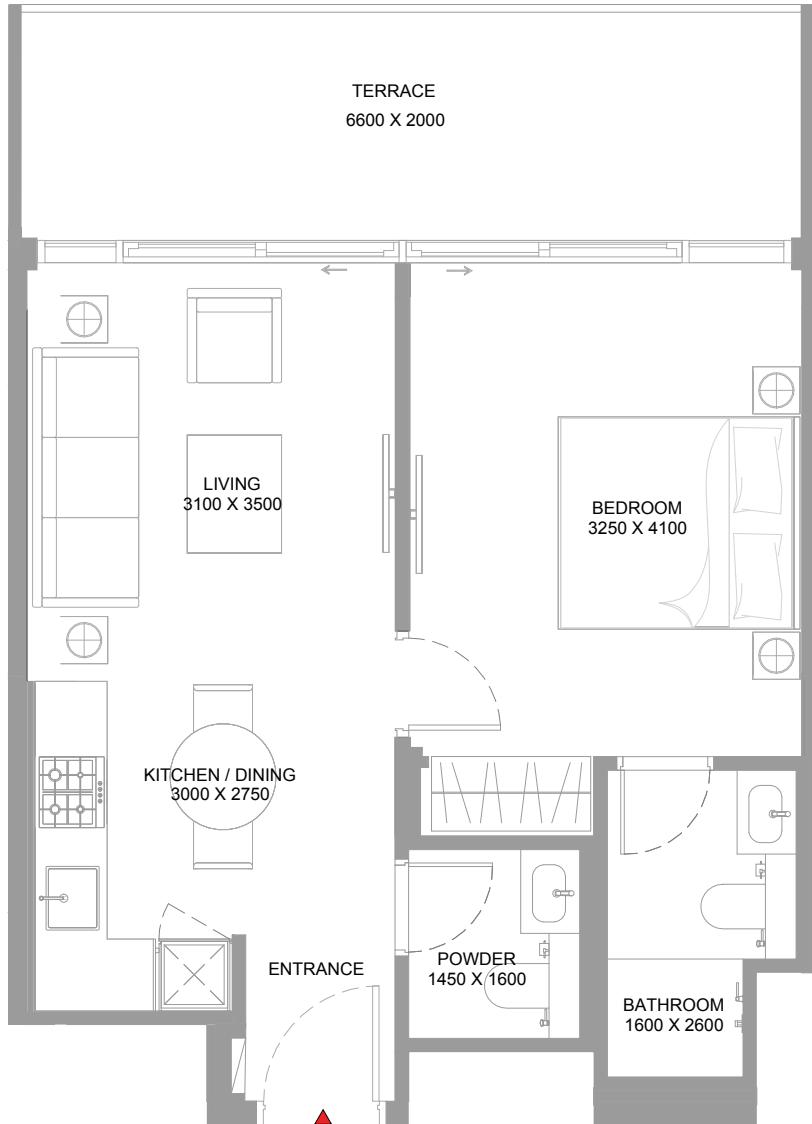 TERRACE
6600 X 2000
LIVING
3100 X 3500
BEDROOM
3250 X 4100
KITCHEN / DINING
3000 X 2750
ENTRANCE
POWDER
1450 X 1600
BATHROOM
1600 X 2600